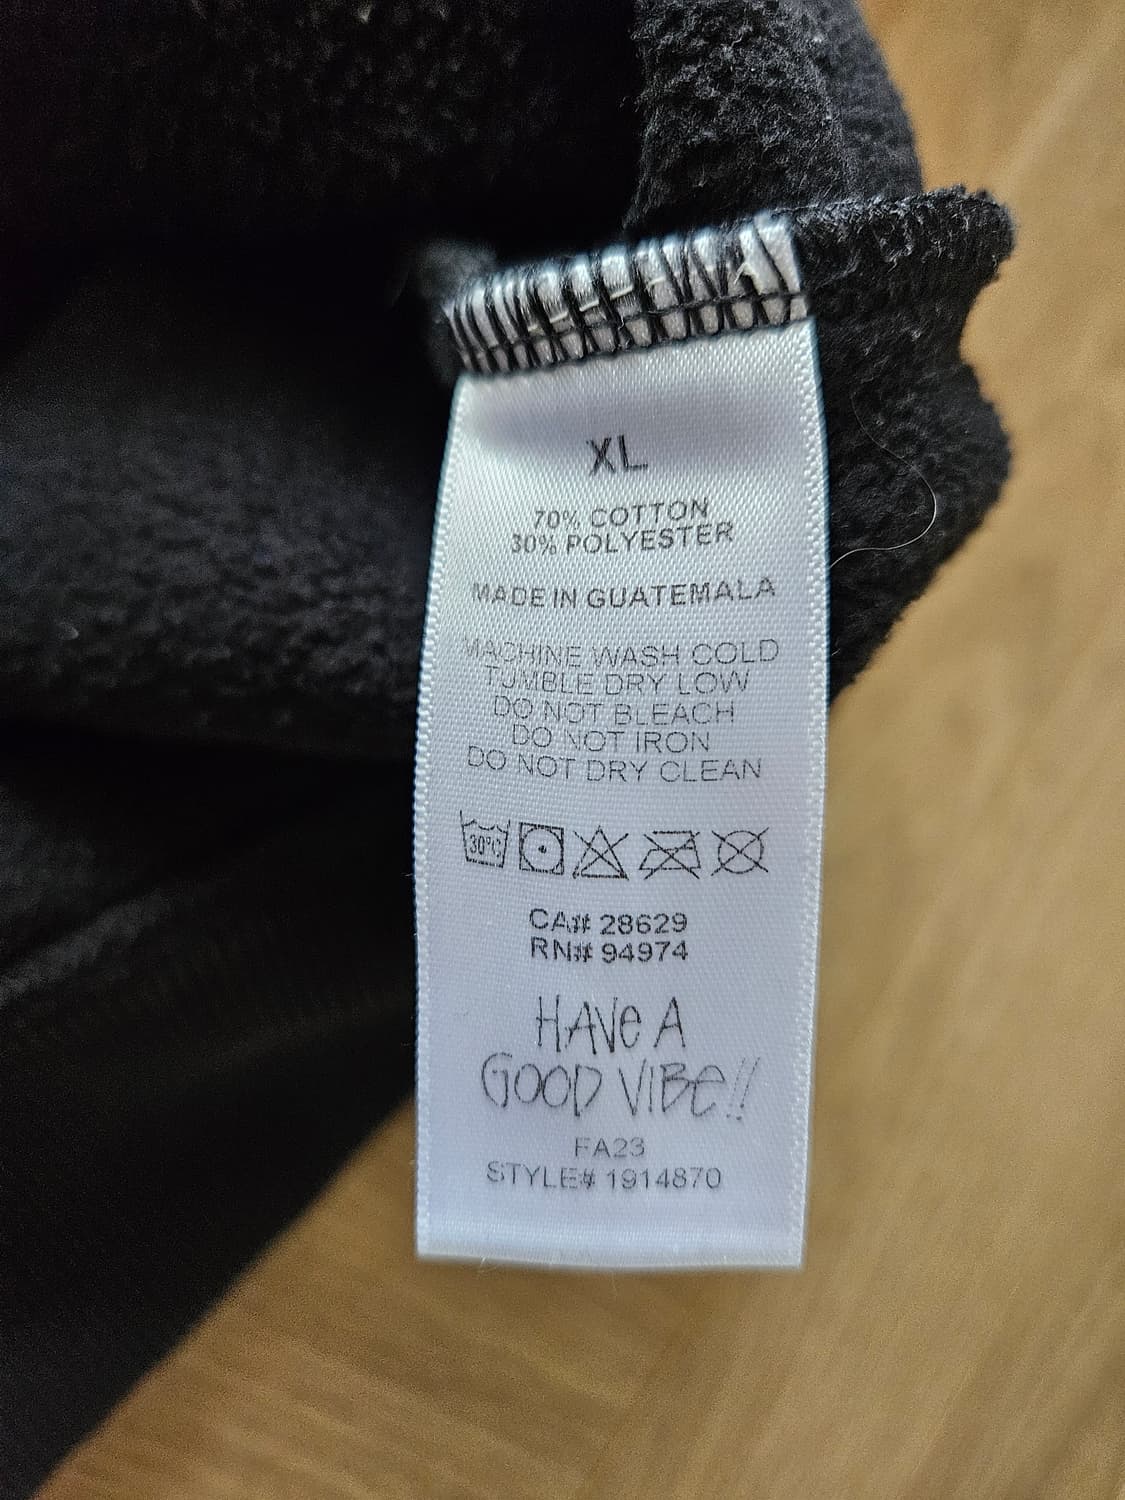 XL
70% COTTON
30% POLYESTER
MADE IN GUATEMALA
MACHINE WASH COLD
TUMBLE DRY LOW
DO NOT BLEACH
DO NOT IRON
DO NOT DRY CLEAN
30°C
CA# 28629
RN# 94974
HAVe A
GOOD VIBe!!
FA23
STYLE# 1914870